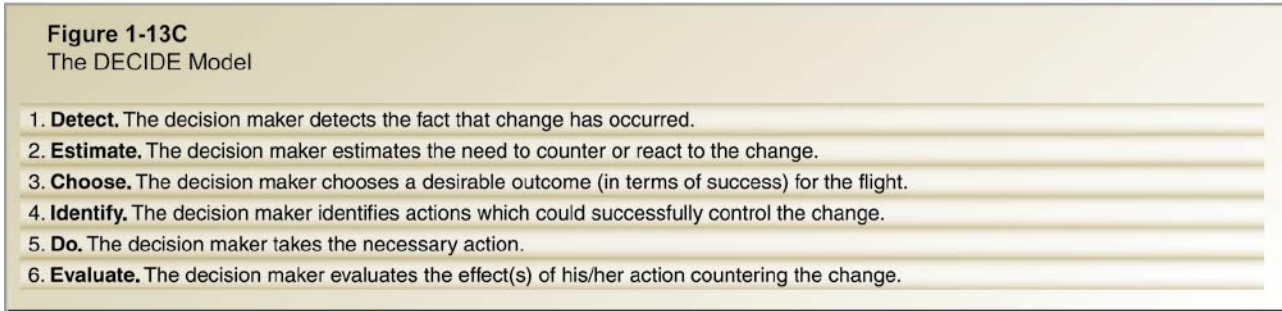 Figure 1-13C
The DECIDE Model
1. Detect. The decision maker detects the fact that change has occurred.
2. Estimate. The decision maker estimates the need to counter or react to the change.
3. Choose. The decision maker chooses a desirable outcome (in terms of success) for the flight.
4. Identify. The decision maker identifies actions which could successfully control the change.
5. Do. The decision maker takes the necessary action.
6. Evaluate. The decision maker evaluates the effect(s) of his/her action countering the change.